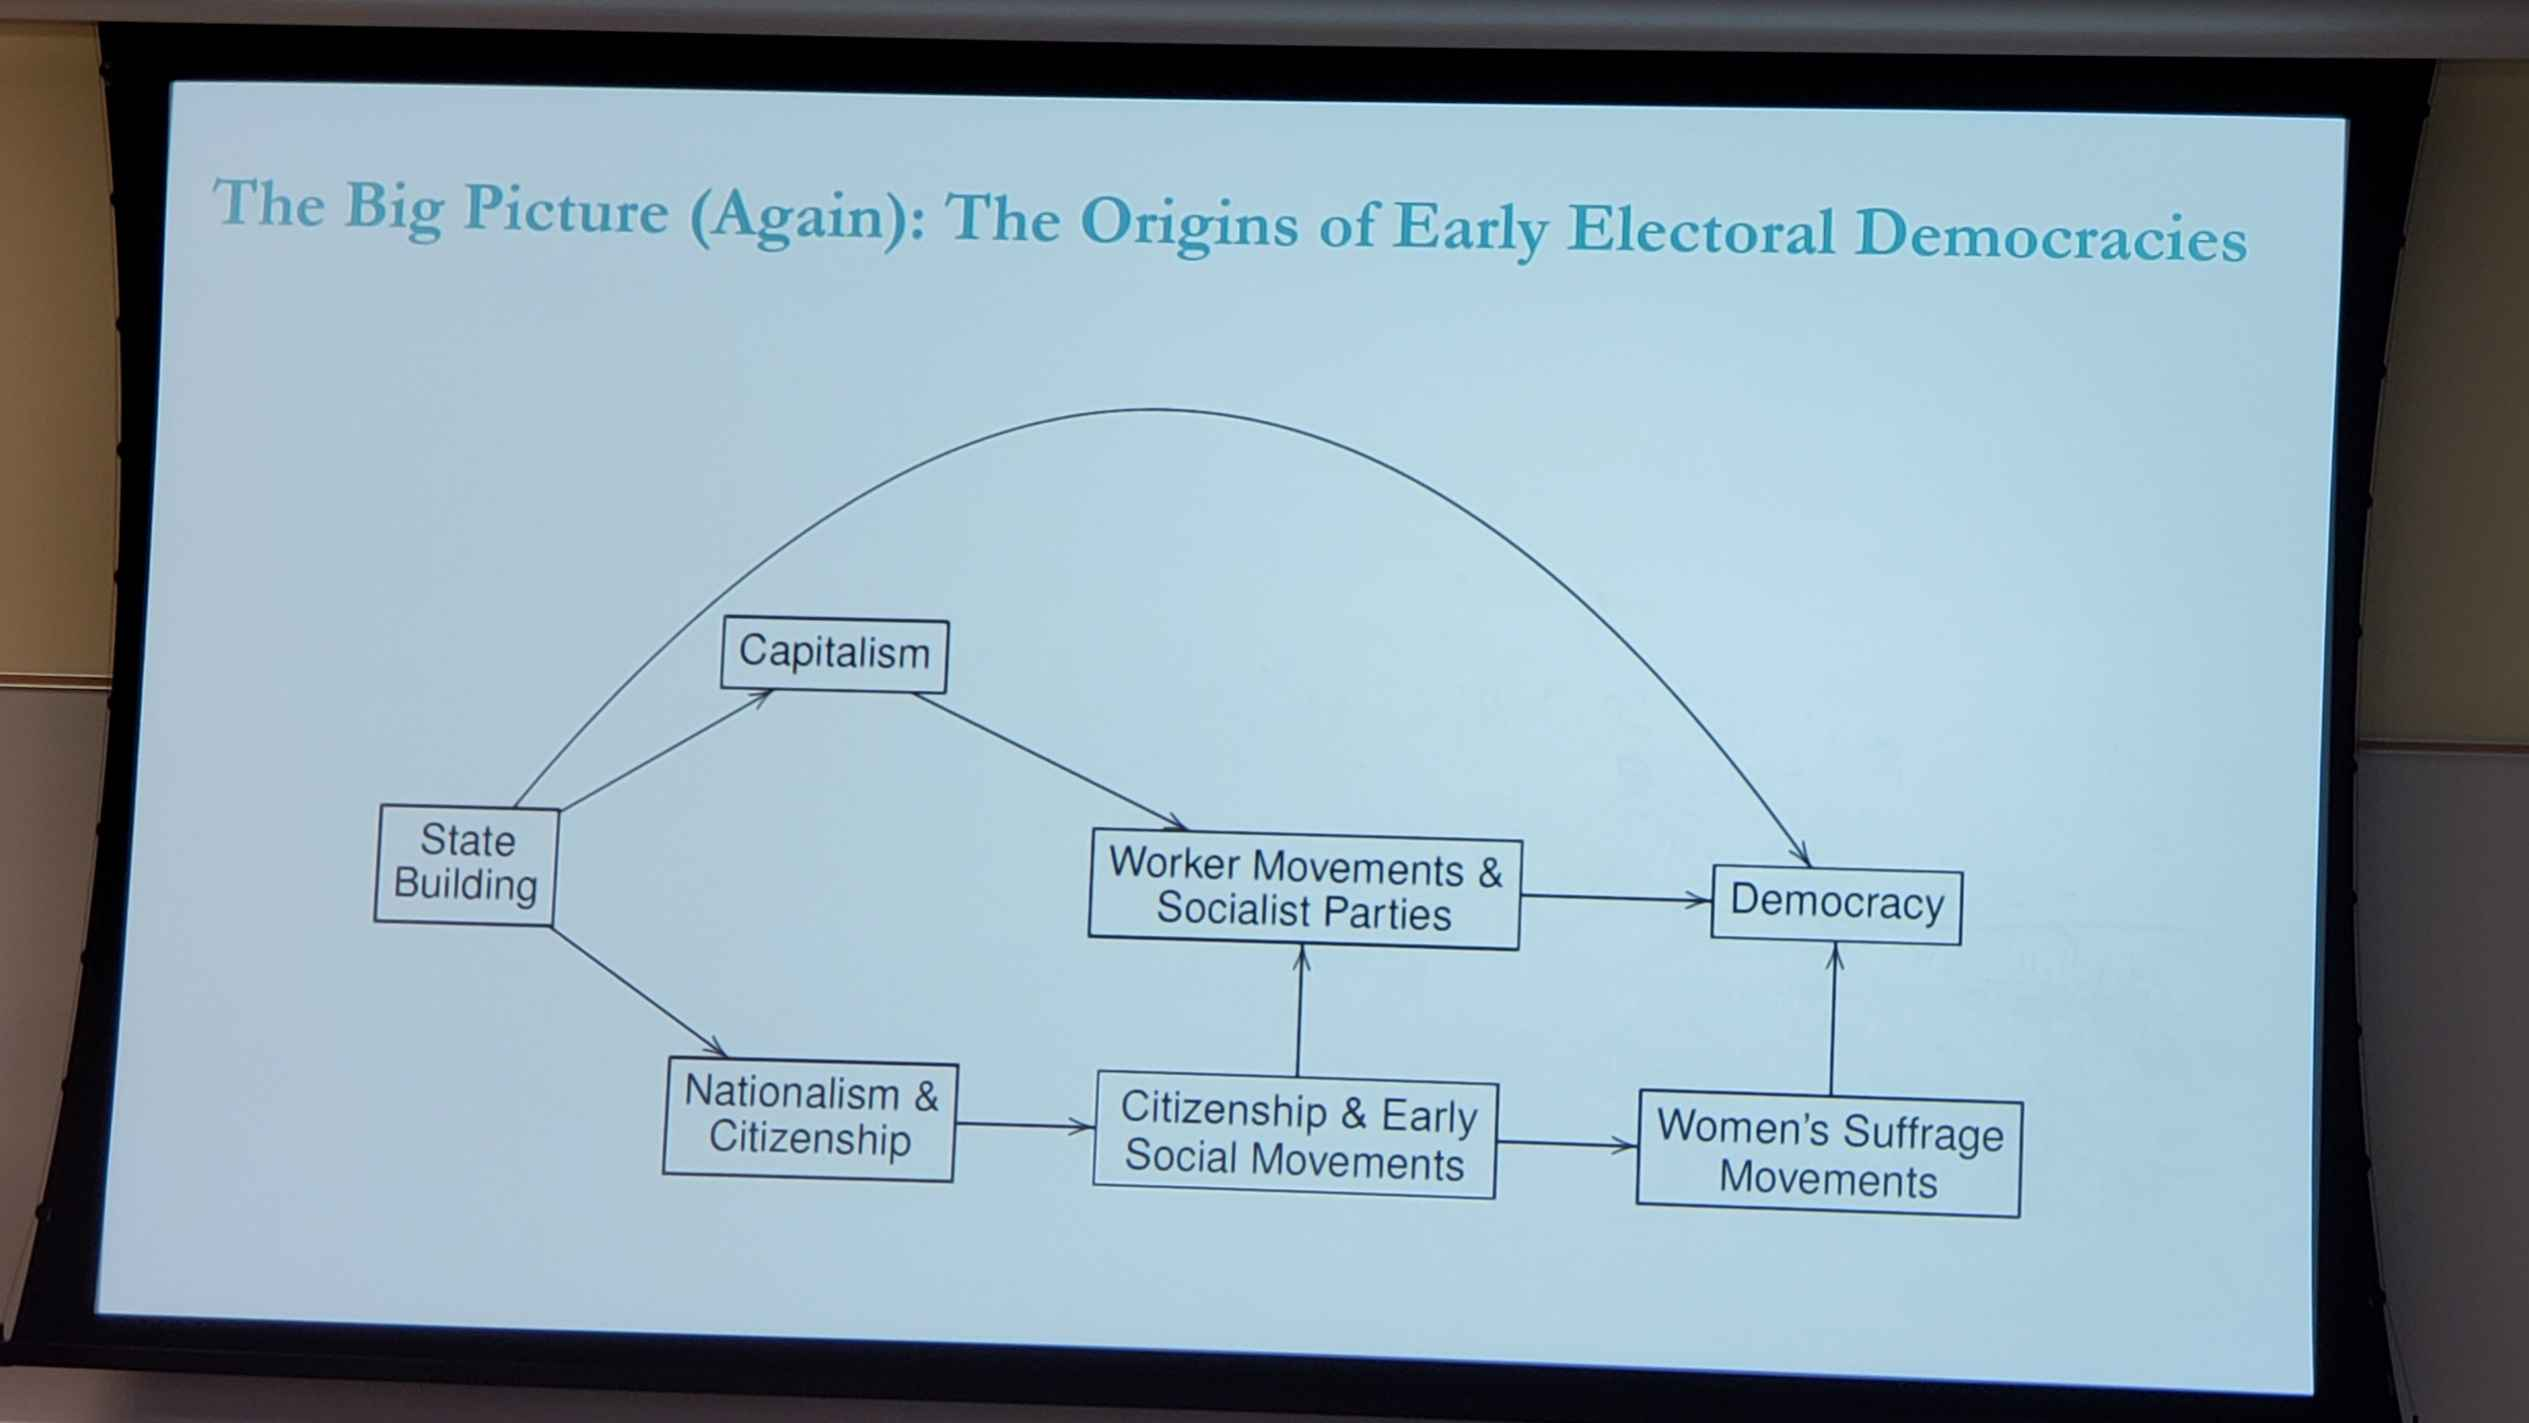 The Big Picture (Again): The Origins of Early Electoral Democracies
Capitalism
State
Building
Worker Movements &
Socialist Parties
Democracy
Nationalism &
Citizenship
Citizenship & Early
Social Movements
Women's Suffrage
Movements